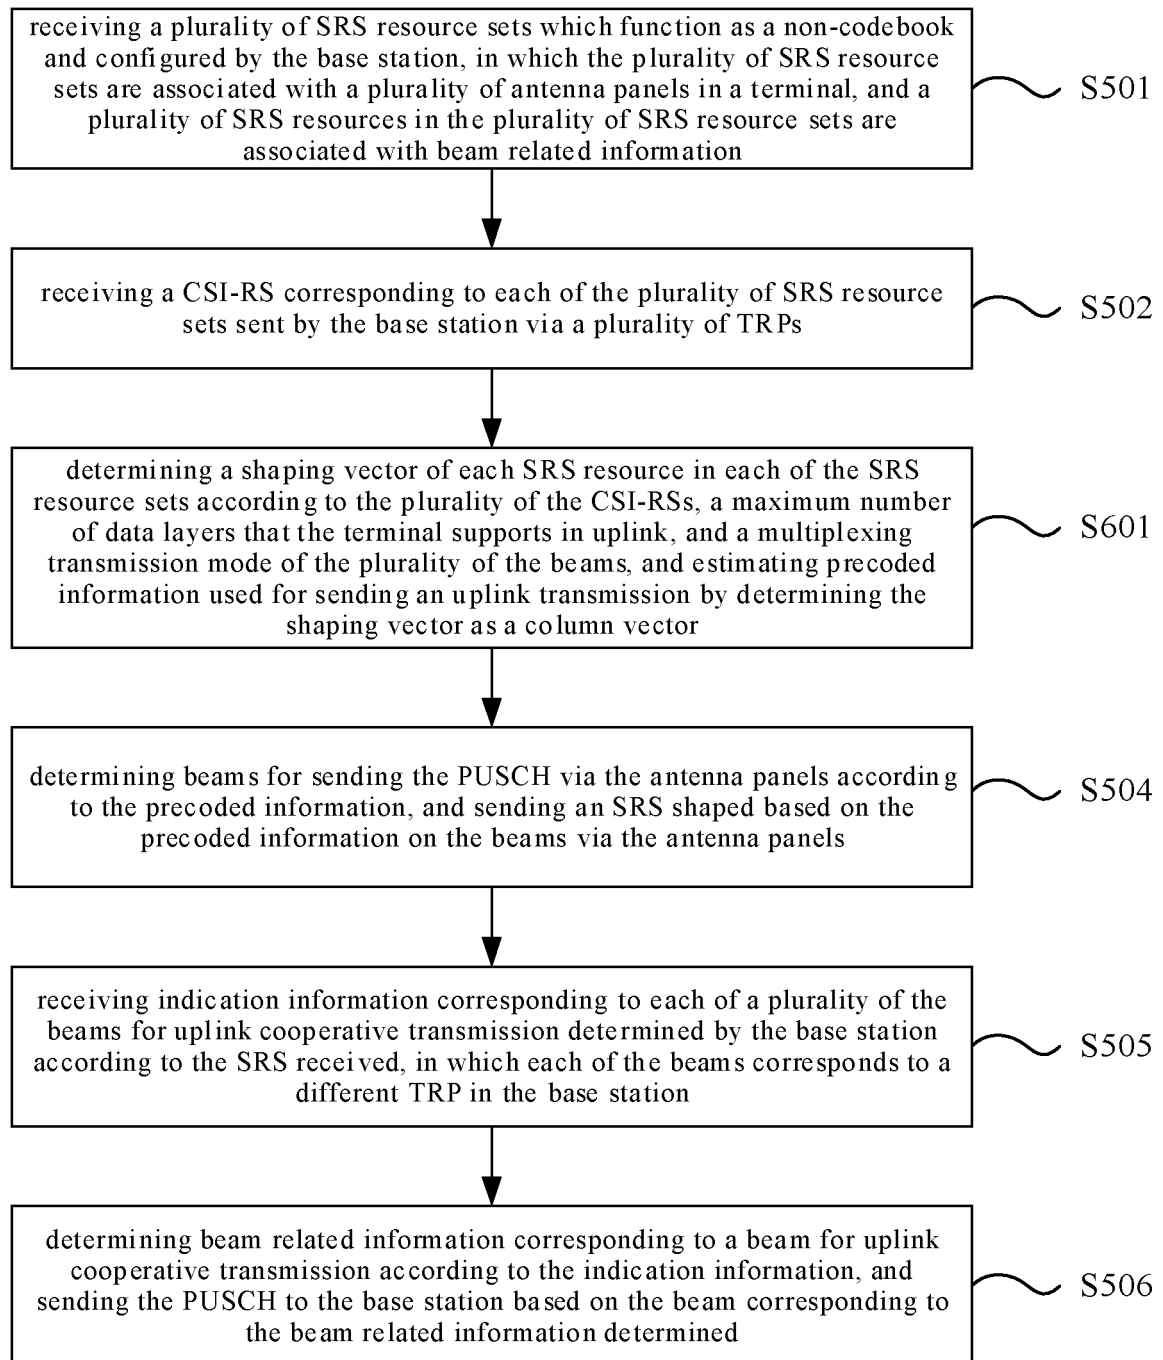 receiving a plurality of SRS resource sets which function as a non-codebook
and configured by the base station, in which the plurality of SRS resource
sets are associated with a plurality of antenna panels in a terminal, and a
plurality of SRS resources in the plurality of SRS resource sets are
associated with beam related information
S501
receiving a CSI-RS corresponding to each of the plurality of SRS resource
sets sent by the base station via a plurality of TRPs
S502
determining a shaping vector of each SRS resource in each of the SRS
resource sets according to the plurality of the CSI-RSs, a maximum number
of data layers that the terminal supports in uplink, and a multiplexing
transmission mode of the plurality of the beams, and estimating precoded
information used for sending an uplink transmission by determining the
shaping vector as a column vector
S601
determining beams for sending the PUSCH via the antenna panels according
to the precoded information, and sending an SRS shaped based on the
precoded information on the beams via the antenna panels
S504
receiving indication information corresponding to each of a plurality of the
beams for uplink cooperative transmission determined by the base station
according to the SRS received, in which each of the beams corresponds to a
different TRP in the base station
S505
determining beam related information corresponding to a beam for uplink
cooperative transmission according to the indication information, and
sending the PUSCH to the base station based on the beam corresponding to
the beam related information determined
S506